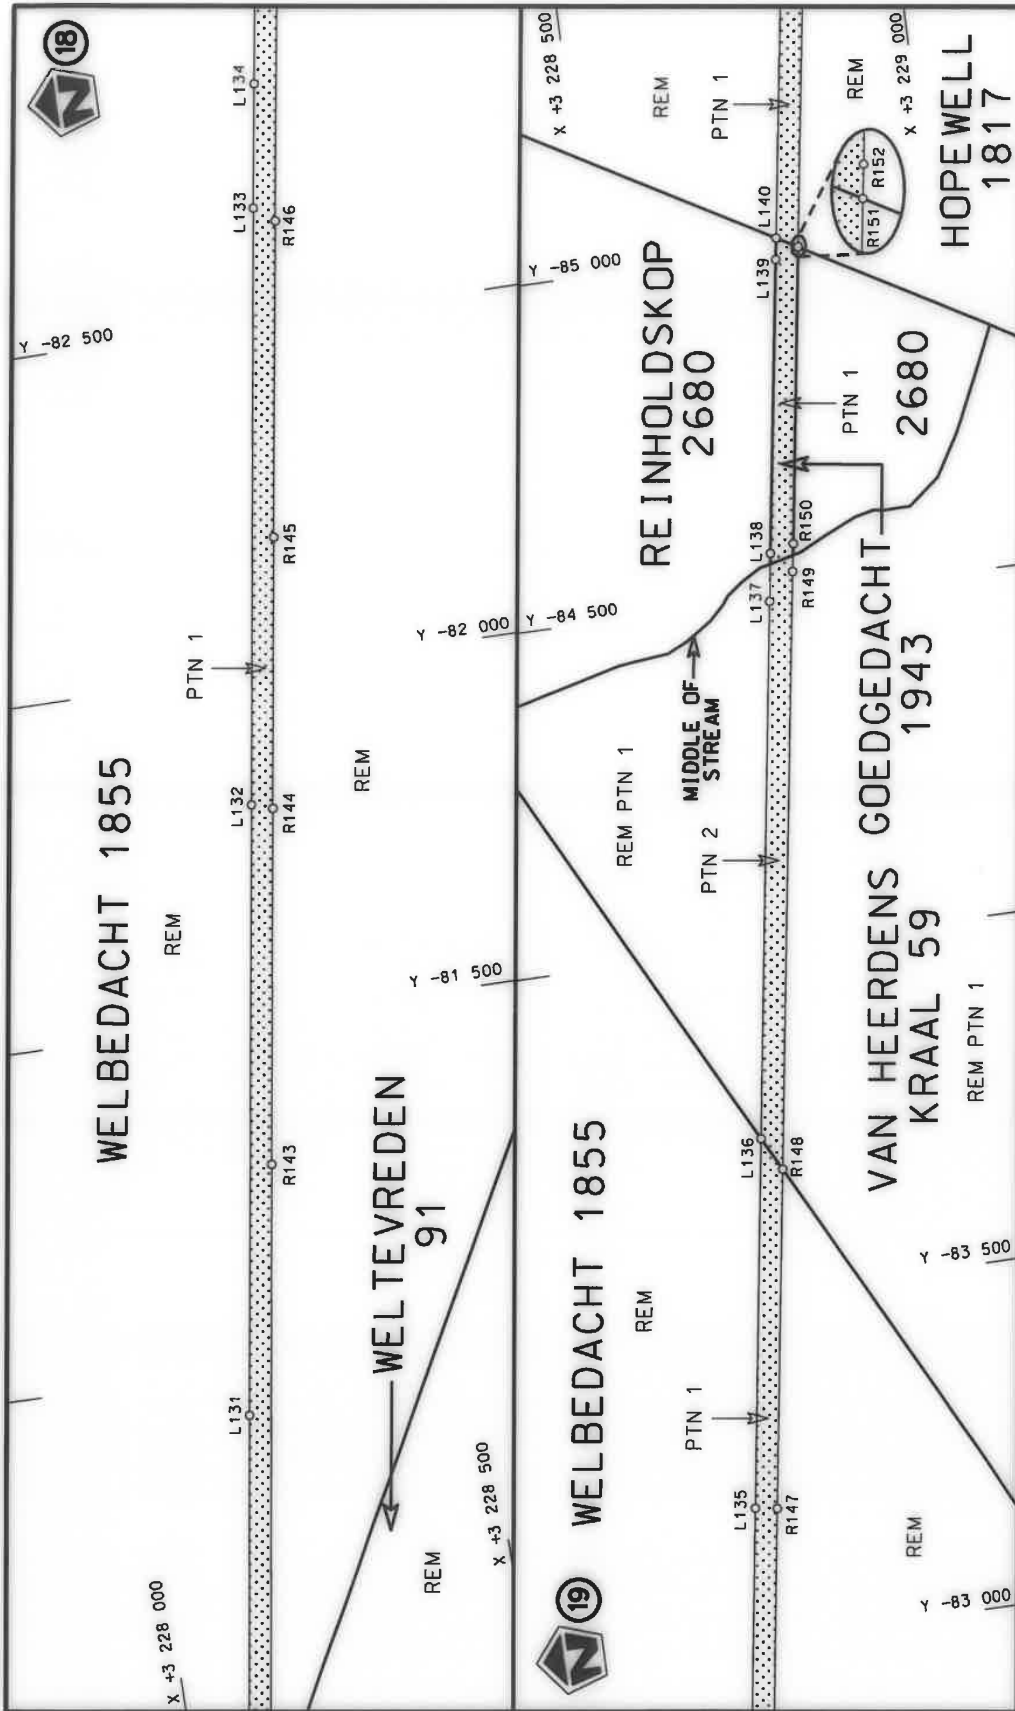 18
L131
L132
L133
L134
R143
R144
R145
R146
WELBEDACHT 1855
REM
PTN 1
REM
WELTEVREDEN
91
REM
X +3 228 000
X +3 228 500
Y -81 500
Y -82 000
Y -82 500
19
WELBEDACHT 1855
REM
PTN 1
L135
R147
REM
Y -83 000
Y -83 500
L136
R148
REM PTN 1
PTN 2
MIDDLE OF
STREAM
VAN HEERDENS
KRAAL 59
REM PTN 1
GOEDGEDACHT
1943
L137
L138
R149
R150
Y -84 500
REINHOLDSKOP
2680
PTN 1
2680
L139
L140
Y -85 000
R151
R152
X +3 228 500
REM
PTN 1
REM
X +3 229 000
HOPEWELL
1817
N
N